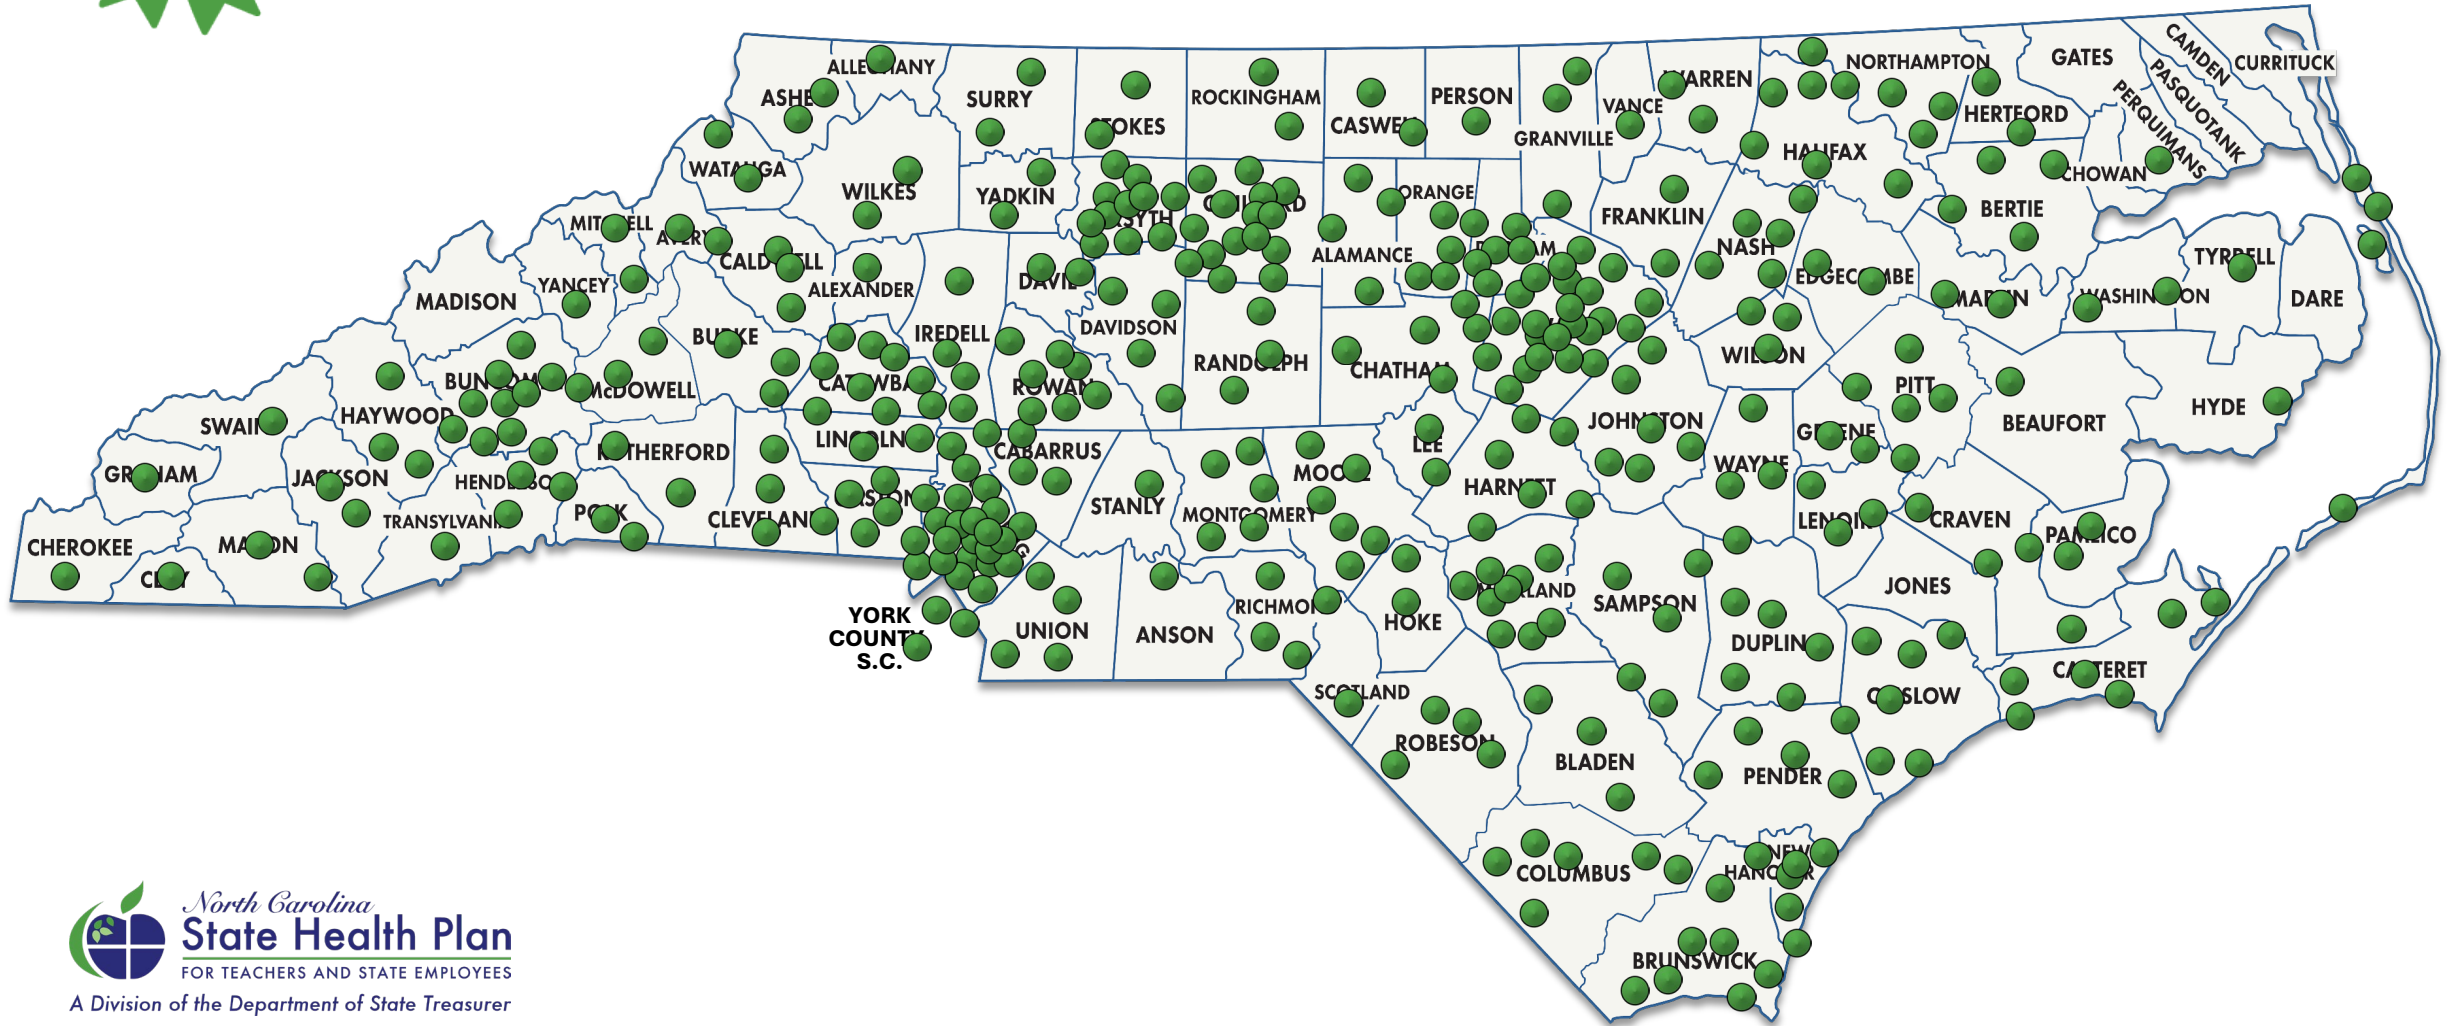 ALLEGHANY
ASHE
SURRY
STOKES
ROCKINGHAM
CASWELL
PERSON
GRANVILLE
VANCE
WARREN
NORTHAMPTON
GATES
CAMDEN
CURRITUCK
PASQUOTANK
PERQUIMANS
HERTFORD
HALIFAX
CHOWAN
WATAUGA
WILKES
YADKIN
ORANGE
FRANKLIN
BERTIE
MITCHELL
AVERY
CALDWELL
ALEXANDER
DAVIE
ALAMANCE
NASH
EDGECOMBE
MARTIN
WASHINGTON
TYRRELL
DARE
YANCEY
MADISON
BURKE
IREDELL
DAVIDSON
RANDOLPH
CHATHAM
WILSON
PITT
BEAUFORT
HYDE
BUNCOMBE
McDOWELL
CATAWBA
ROWAN
SWAIN
HAYWOOD
JOHNSTON
GREENE
LEE
RUTHERFORD
LINCOLN
CABARRUS
GRAHAM
JACKSON
HENDERSON
MOORE
WAYNE
HARNETT
STANLY
MONTGOMERY
GASTON
POLK
CLEVELAND
TRANSYLVANIA
LENOIR
CRAVEN
PAMLICO
CHEROKEE
CLAY
MACON
JONES
YORK
COUNTY
S.C.
UNION
ANSON
RICHMOND
HOKE
SAMPSON
DUPLIN
CARTERET
ONSLOW
SCOTLAND
ROBESON
BLADEN
PENDER
COLUMBUS
NEW
HANOVER
BRUNSWICK
North Carolina
State Health Plan
FOR TEACHERS AND STATE EMPLOYEES
A Division of the Department of State Treasurer